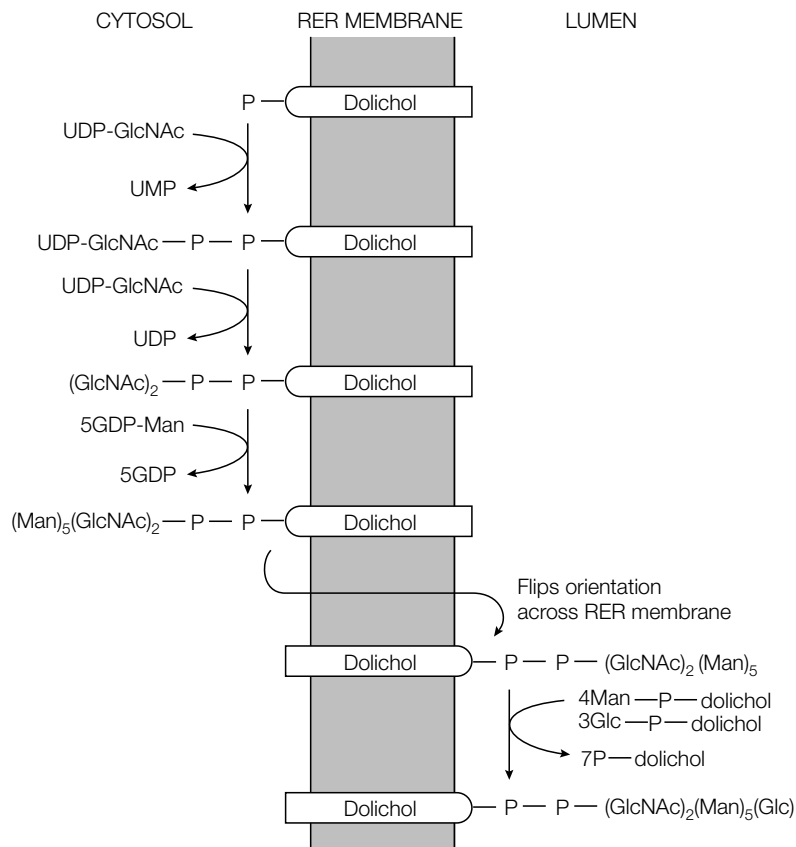 CYTOSOL RER MEMBRANE LUMEN
P — Dolichol
UDP-GlcNAc
UMP
UDP-GlcNAc — P — P — Dolichol
UDP-GlcNAc
UDP
(GlcNAc)₂ — P — P — Dolichol
5GDP-Man
5GDP
(Man)₅(GlcNAc)₂ — P — P — Dolichol
Flips orientation
across RER membrane
Dolichol — P — P — (GlcNAc)₂ (Man)₅
4Man — P — dolichol
3Glc — P — dolichol
7P — dolichol
Dolichol — P — P — (GlcNAc)₂(Man)₅(Glc)